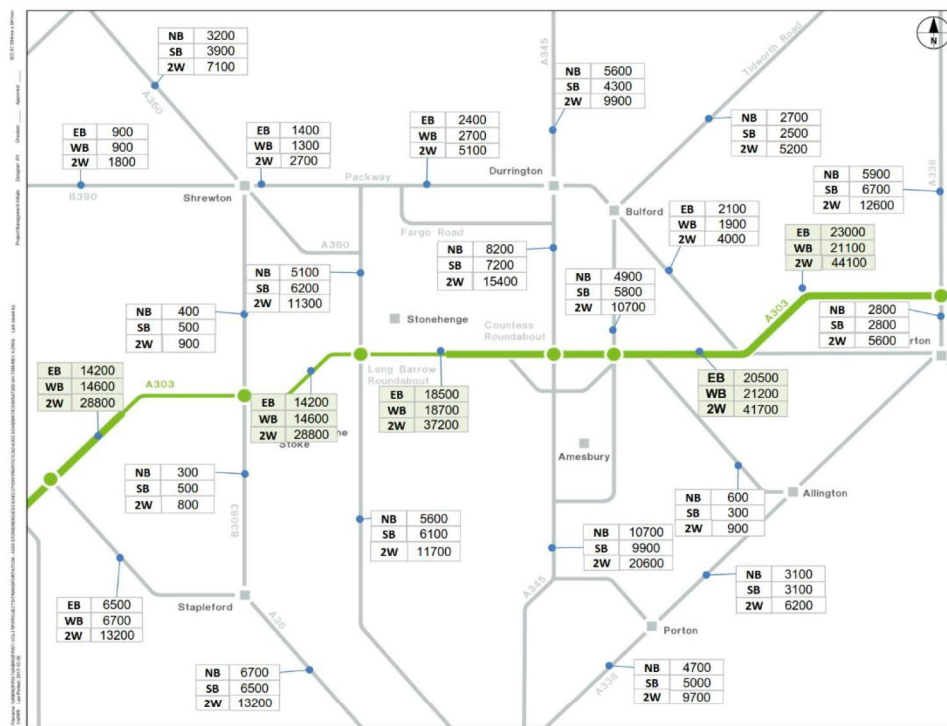 N
NB 3200
SB 3900
2W 7100
A360
A345
NB 5600
SB 4300
2W 9900
Tidworth Road
NB 2700
SB 2500
2W 5200
A338
EB 900
WB 900
2W 1800
EB 1400
WB 1300
2W 2700
EB 2400
WB 2700
2W 5100
Packway
Durrington
NB 5900
SB 6700
2W 12600
B390
Shrewton
Bulford
EB 2100
WB 1900
2W 4000
Fargo Road
A360
EB 23000
WB 21100
2W 44100
NB 8200
SB 7200
2W 15400
NB 5100
SB 6200
2W 11300
NB 4900
SB 5800
2W 10700
NB 400
SB 500
2W 900
Stonehenge
Countess
Roundabout
A303
NB 2800
SB 2800
2W 5600
EB 14200
WB 14600
2W 28800
A303
Long Barrow
Roundabout
EB 14200
WB 14600
2W 28800
Stoke
EB 18500
WB 18700
2W 37200
EB 20500
WB 21200
2W 41700
Amesbury
NB 300
SB 500
2W 800
B3083
NB 600
SB 300
2W 900
Allington
NB 5600
SB 6100
2W 11700
NB 10700
SB 9900
2W 20600
NB 3100
SB 3100
2W 6200
A345
EB 6500
WB 6700
2W 13200
Stapleford
A36
Porton
NB 6700
SB 6500
2W 13200
A338
NB 4700
SB 5000
2W 9700